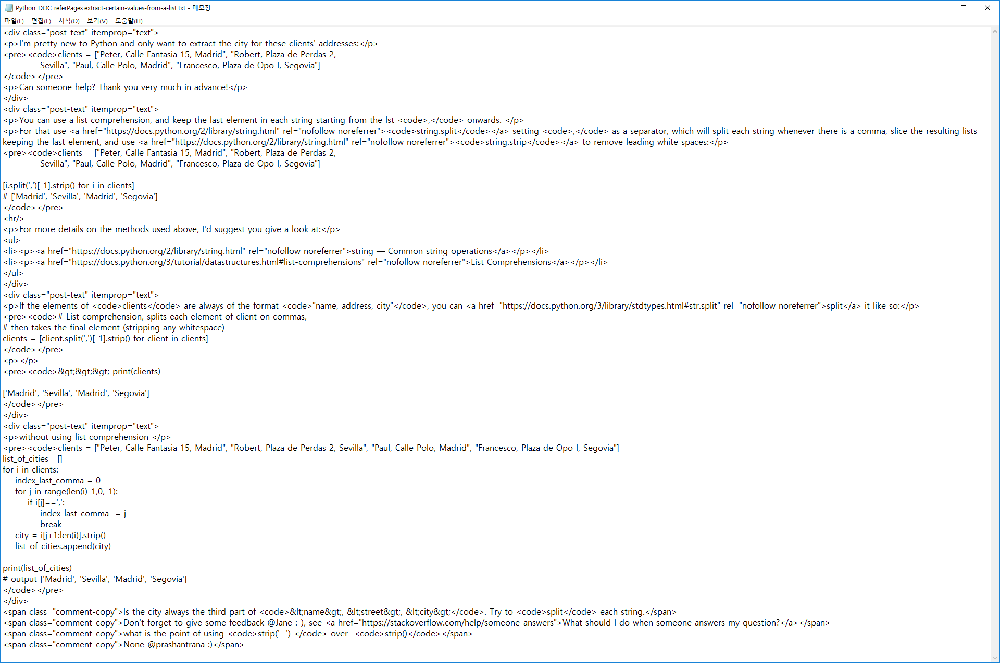 Python_DOC_referPages.extract-certain-values-from-a-list.txt - 메모장
파일(F) 편집(E) 서식(O) 보기(V) 도움말(H)
<div class="post-text" itemprop="text">
<p>I'm pretty new to Python and only want to extract the city for these clients' addresses:</p>
<pre><code>clients = ["Peter, Calle Fantasia 15, Madrid", "Robert, Plaza de Perdas 2,
Sevilla", "Paul, Calle Polo, Madrid", "Francesco, Plaza de Opo I, Segovia"]
</code></pre>
<p>Can someone help? Thank you very much in advance!</p>
</div>
<div class="post-text" itemprop="text">
<p>You can use a list comprehension, and keep the last element in each string starting from the lst <code>,</code> onwards. </p>
<p>For that use <a href="https://docs.python.org/2/library/string.html" rel="nofollow noreferrer"><code>string.split</code></a> setting <code>,</code> as a separator, which will split each string whenever there is a comma, slice the resulting lists
keeping the last element, and use <a href="https://docs.python.org/2/library/string.html" rel="nofollow noreferrer"><code>string.strip</code></a> to remove leading white spaces:</p>
<pre><code>clients = ["Peter, Calle Fantasia 15, Madrid", "Robert, Plaza de Perdas 2,
Sevilla", "Paul, Calle Polo, Madrid", "Francesco, Plaza de Opo I, Segovia"]
[i.split(',')[-1].strip() for i in clients]
# ['Madrid', 'Sevilla', 'Madrid', 'Segovia']
</code></pre>
<hr/>
<p>For more details on the methods used above, I'd suggest you give a look at:</p>
<ul>
<li><p><a href="https://docs.python.org/2/library/string.html" rel="nofollow noreferrer">string — Common string operations</a></p></li>
<li><p><a href="https://docs.python.org/3/tutorial/datastructures.html#list-comprehensions" rel="nofollow noreferrer">List Comprehensions</a></p></li>
</ul>
</div>
<div class="post-text" itemprop="text">
<p>If the elements of <code>clients</code> are always of the format <code>"name, address, city"</code>, you can <a href="https://docs.python.org/3/library/stdtypes.html#str.split" rel="nofollow noreferrer">split</a> it like so:</p>
<pre><code># List comprehension, splits each element of client on commas,
# then takes the final element (stripping any whitespace)
clients = [client.split(',')[-1].strip() for client in clients]
</code></pre>
<p></p>
<pre><code>&gt;&gt;&gt; print(clients)
['Madrid', 'Sevilla', 'Madrid', 'Segovia']
</code></pre>
</div>
<div class="post-text" itemprop="text">
<p>without using list comprehension </p>
<pre><code>clients = ["Peter, Calle Fantasia 15, Madrid", "Robert, Plaza de Perdas 2, Sevilla", "Paul, Calle Polo, Madrid", "Francesco, Plaza de Opo I, Segovia"]
list_of_cities =[]
for i in clients:
index_last_comma = 0
for j in range(len(i)-1,0,-1):
if i[j]==',':
index_last_comma  = j
break
city = i[j+1:len(i)].strip()
list_of_cities.append(city)
print(list_of_cities)
# output ['Madrid', 'Sevilla', 'Madrid', 'Segovia']
</code></pre>
</div>
<span class="comment-copy">Is the city always the third part of <code>&lt;name&gt;, &lt;street&gt;, &lt;city&gt;</code>. Try to <code>split</code> each string.</span>
<span class="comment-copy">Don't forget to give some feedback @Jane :-), see <a href="https://stackoverflow.com/help/someone-answers">What should I do when someone answers my question?</a></span>
<span class="comment-copy">what is the point of using <code>strip('  ') </code> over  <code>strip()</code></span>
<span class="comment-copy">None @prashantrana :)</span>